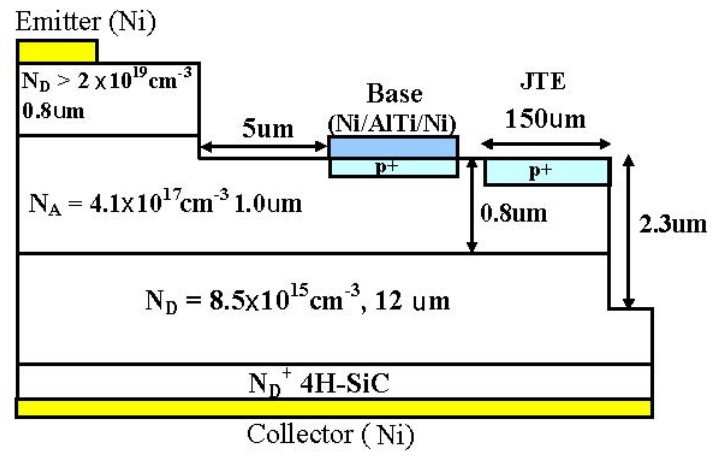 Emitter (Ni)
N_D > 2 x10^19 cm^-3
0.8um
5um
Base
(Ni/AlTi/Ni)
p+
JTE
150um
p+
N_A = 4.1x10^17 cm^-3 1.0um
0.8um
2.3um
N_D = 8.5x10^15 cm^-3, 12 um
N_D^+ 4H-SiC
Collector ( Ni)